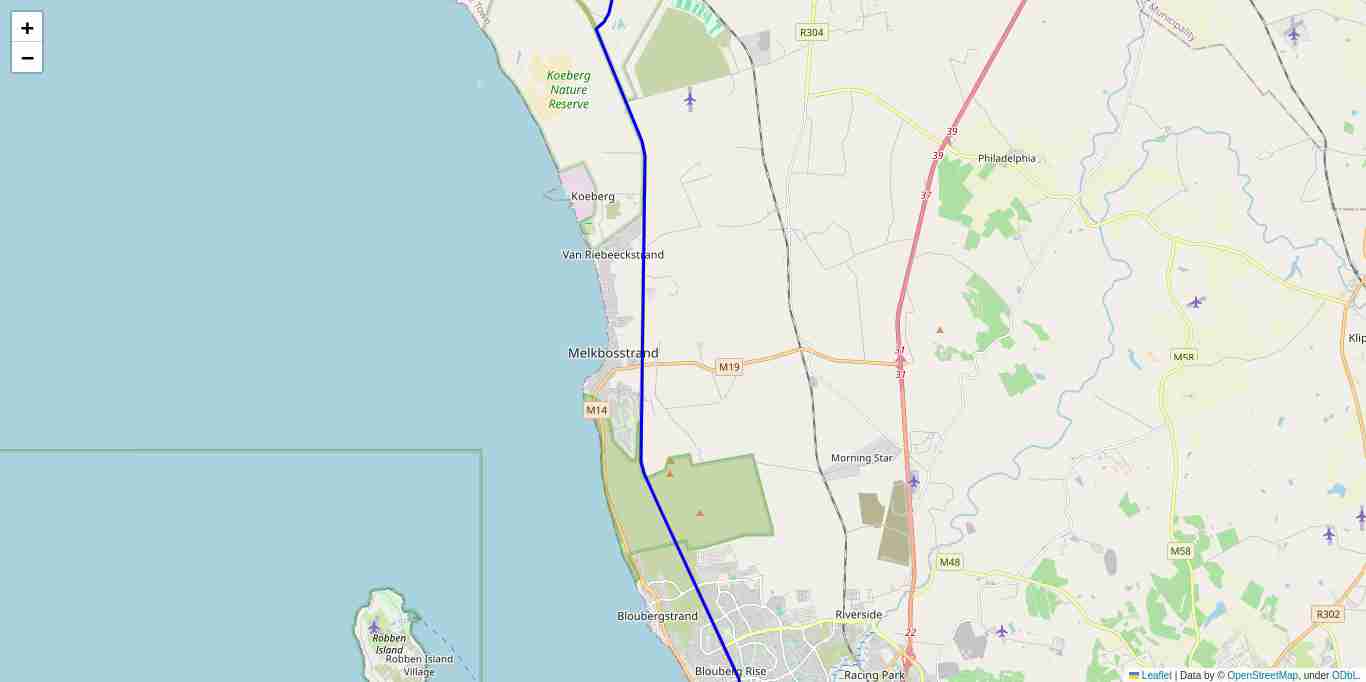 +
−
Town
R304
Municipality
Koeberg
Nature
Reserve
39
39
Philadelphia
37
Koeberg
Van Riebeeckstrand
31
Melkbosstrand
Klip
M58
M19
31
M14
Morning Star
M58
M48
Bloubergstrand
Riverside
R302
22
Robben
Island
Robben Island
Village
Blouberg Rise
Racing Park
Leaflet | Data by © OpenStreetMap, under ODbL.